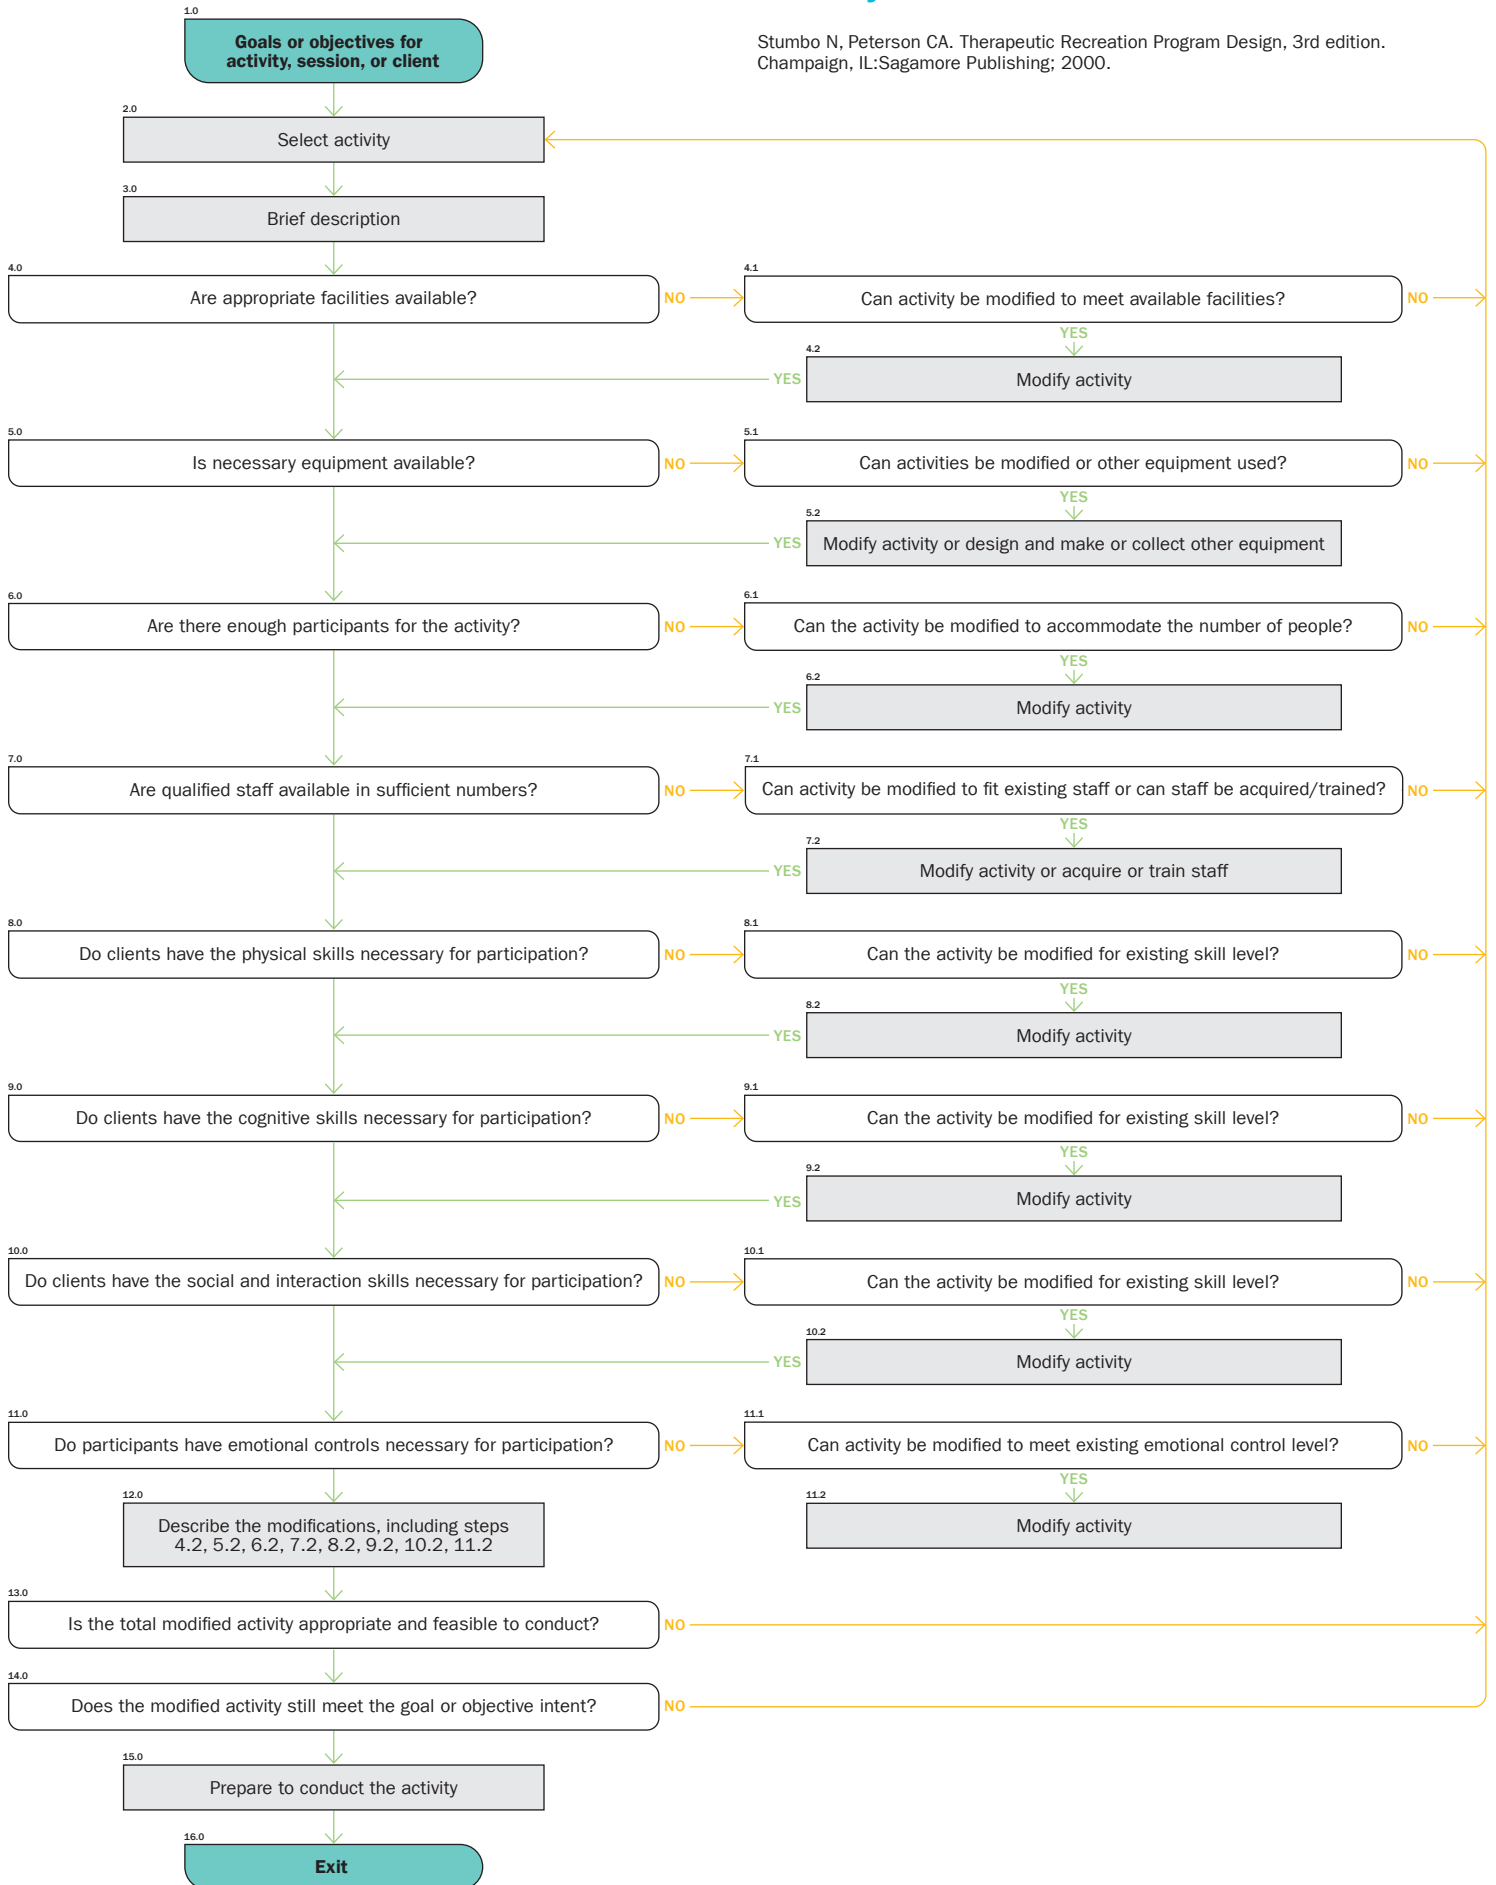 Stumbo N, Peterson CA. Therapeutic Recreation Program Design, 3rd edition.
Champaign, IL:Sagamore Publishing; 2000.
1.0
Goals or objectives for
activity, session, or client
2.0
Select activity
3.0
Brief description
4.0
Are appropriate facilities available?
NO
4.1
Can activity be modified to meet available facilities?
NO
YES
4.2
YES
Modify activity
5.0
Is necessary equipment available?
NO
5.1
Can activities be modified or other equipment used?
NO
YES
5.2
YES
Modify activity or design and make or collect other equipment
6.0
Are there enough participants for the activity?
NO
6.1
Can the activity be modified to accommodate the number of people?
NO
YES
6.2
YES
Modify activity
7.0
Are qualified staff available in sufficient numbers?
NO
7.1
Can activity be modified to fit existing staff or can staff be acquired/trained?
NO
YES
7.2
YES
Modify activity or acquire or train staff
8.0
Do clients have the physical skills necessary for participation?
NO
8.1
Can the activity be modified for existing skill level?
NO
YES
8.2
YES
Modify activity
9.0
Do clients have the cognitive skills necessary for participation?
NO
9.1
Can the activity be modified for existing skill level?
NO
YES
9.2
YES
Modify activity
10.0
Do clients have the social and interaction skills necessary for participation?
NO
10.1
Can the activity be modified for existing skill level?
NO
YES
10.2
YES
Modify activity
11.0
Do participants have emotional controls necessary for participation?
NO
11.1
Can activity be modified to meet existing emotional control level?
NO
YES
11.2
Modify activity
12.0
Describe the modifications, including steps
4.2, 5.2, 6.2, 7.2, 8.2, 9.2, 10.2, 11.2
13.0
Is the total modified activity appropriate and feasible to conduct?
NO
14.0
Does the modified activity still meet the goal or objective intent?
NO
15.0
Prepare to conduct the activity
16.0
Exit